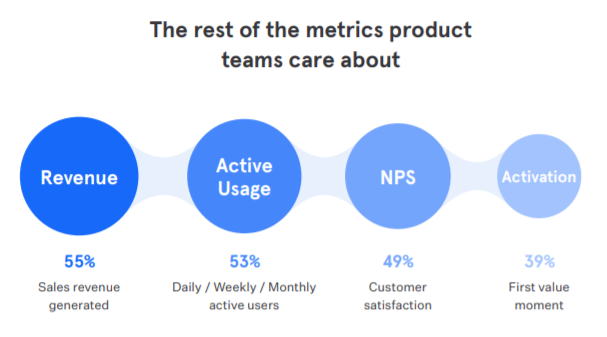 The rest of the metrics product
teams care about
Revenue
Active
Usage
NPS
Activation
55%
53%
49%
39%
Sales revenue
generated
Daily / Weekly / Monthly
active users
Customer
satisfaction
First value
moment